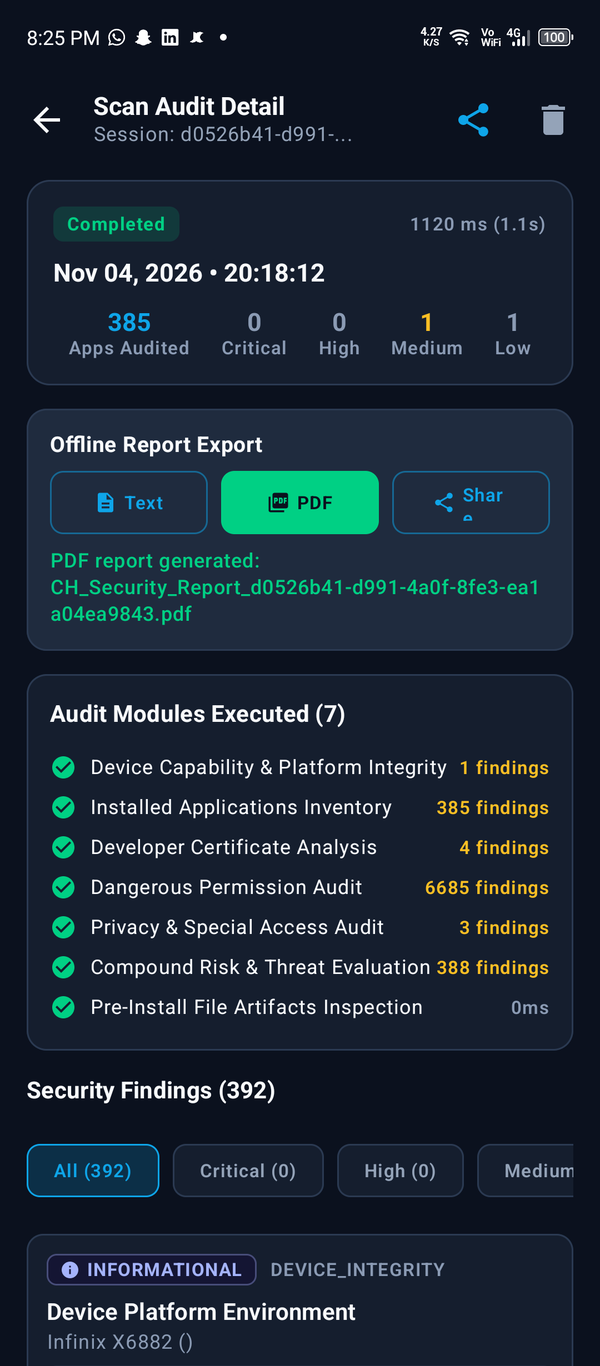 8:25 PM
4.27 K/S
Vo WiFi
4G
100
Scan Audit Detail
Session: d0526b41-d991-...
Completed
1120 ms (1.1s)
Nov 04, 2026 • 20:18:12
385 0 0 1 1
Apps Audited Critical High Medium Low
Offline Report Export
Text
PDF
Shar
e
PDF report generated:
CH_Security_Report_d0526b41-d991-4a0f-8fe3-ea1
a04ea9843.pdf
Audit Modules Executed (7)
Device Capability & Platform Integrity 1 findings
Installed Applications Inventory 385 findings
Developer Certificate Analysis 4 findings
Dangerous Permission Audit 6685 findings
Privacy & Special Access Audit 3 findings
Compound Risk & Threat Evaluation 388 findings
Pre-Install File Artifacts Inspection 0ms
Security Findings (392)
All (392) Critical (0) High (0) Medium
INFORMATIONAL DEVICE_INTEGRITY
Device Platform Environment
Infinix X6882 ()